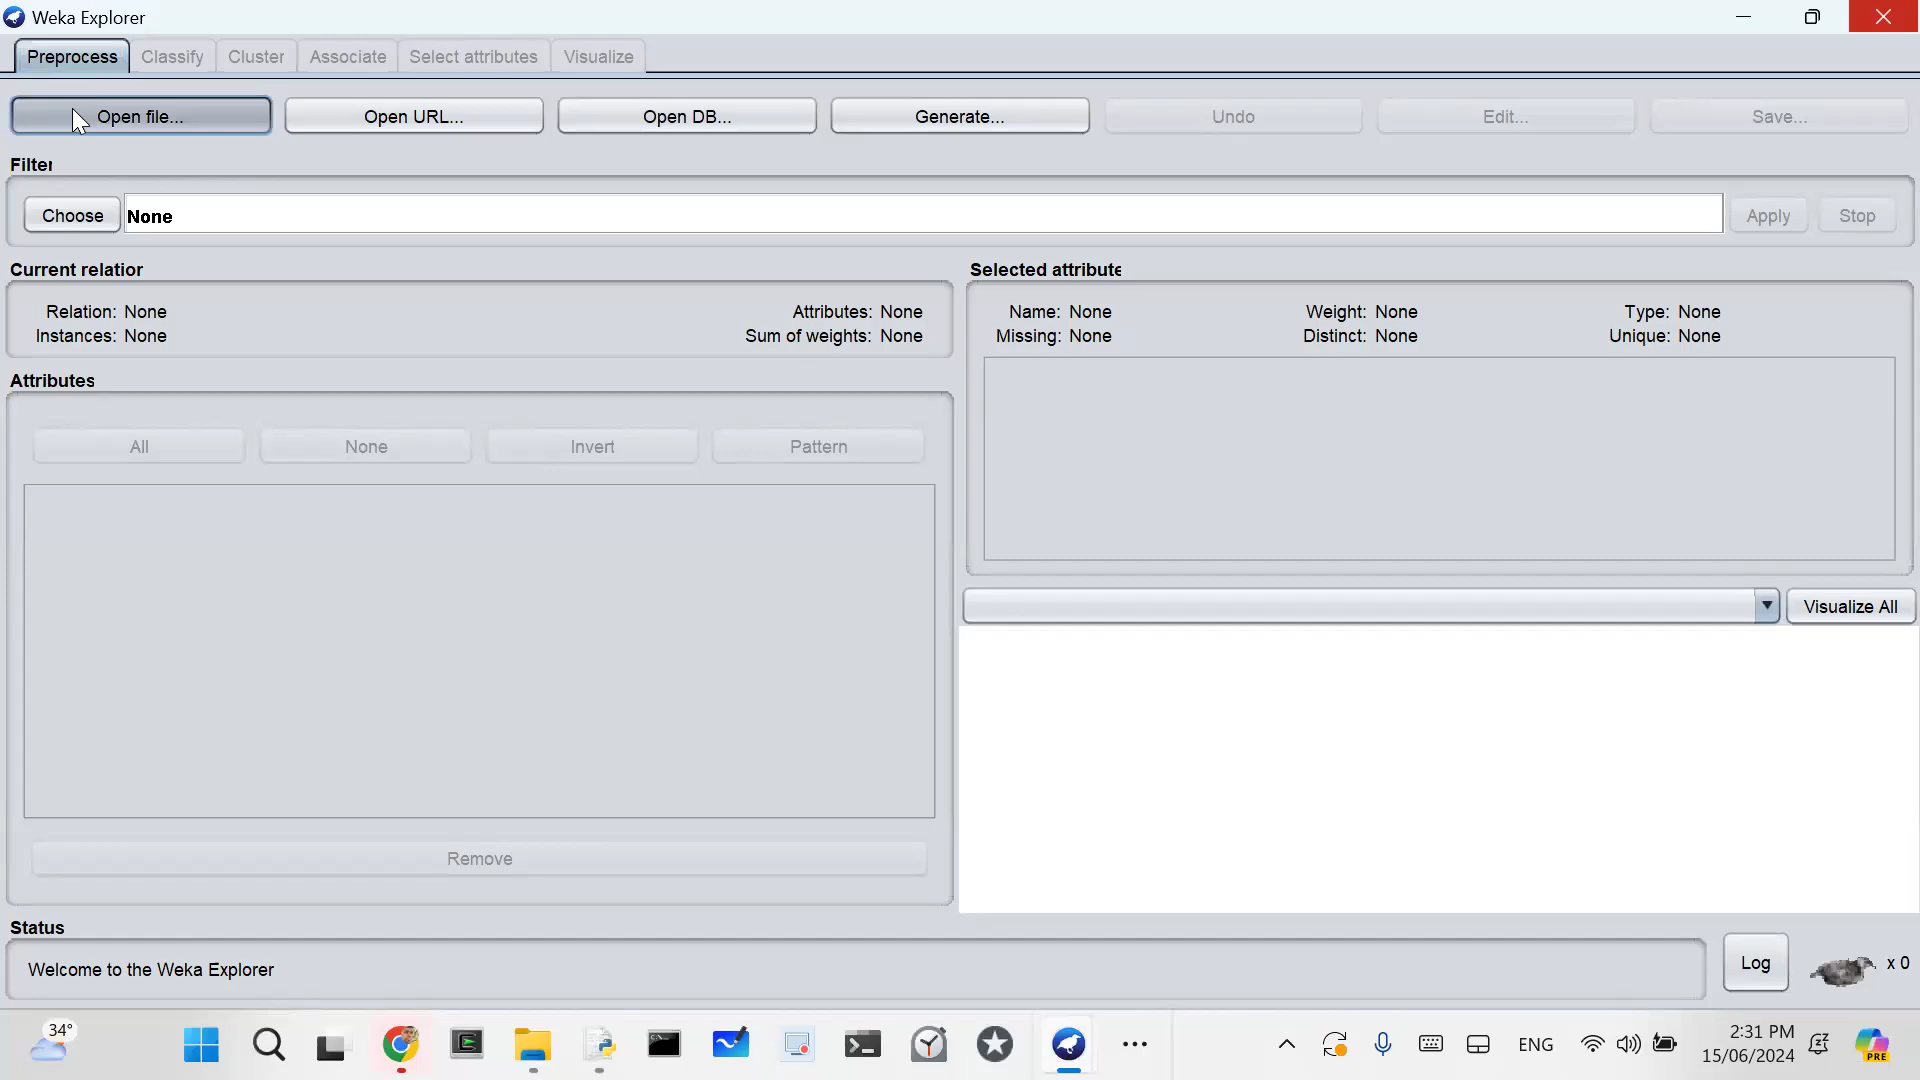 Weka Explorer
Preprocess Classify Cluster Associate Select attributes Visualize
Open file... Open URL... Open DB... Generate... Undo Edit... Save...
Filter
Choose None Apply Stop
Current relation Selected attribute
Relation: None Attributes: None Name: None Weight: None Type: None
Instances: None Sum of weights: None Missing: None Distinct: None Unique: None
Attributes
All None Invert Pattern
Visualize All
Remove
Status
Welcome to the Weka Explorer
Log x 0
34°
ENG
2:31 PM
15/06/2024
PRE